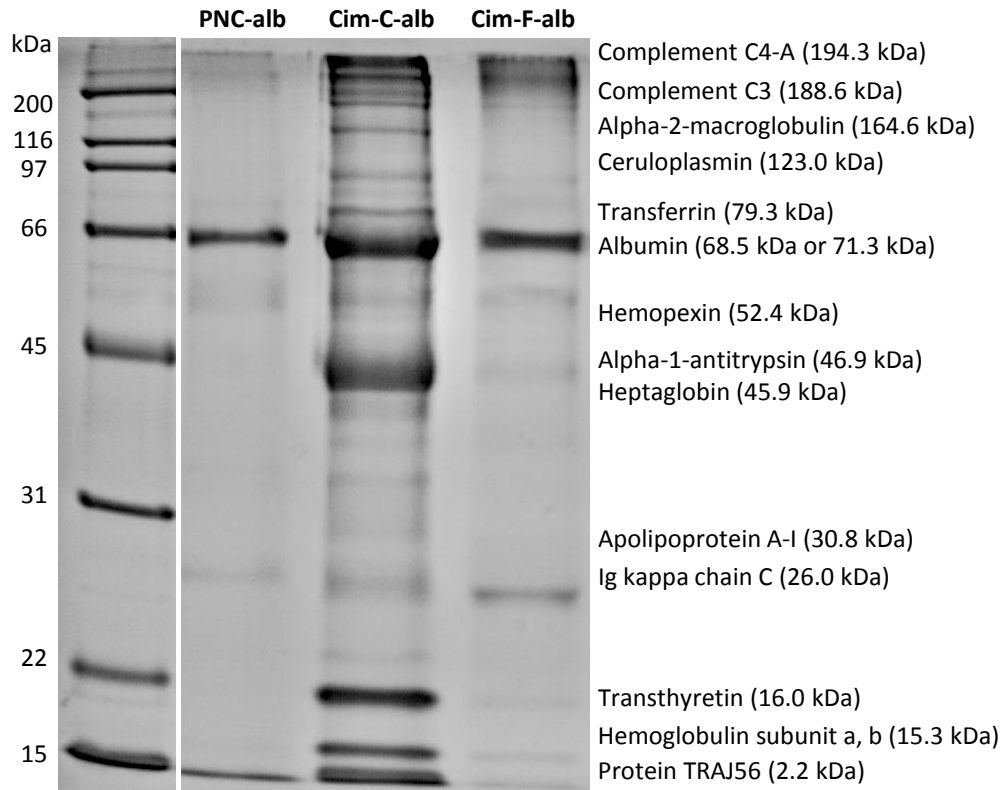 PNC-alb Cim-C-alb Cim-F-alb
kDa
200
116
97
66
45
31
22
15
Complement C4-A (194.3 kDa)
Complement C3 (188.6 kDa)
Alpha-2-macroglobulin (164.6 kDa)
Ceruloplasmin (123.0 kDa)
Transferrin (79.3 kDa)
Albumin (68.5 kDa or 71.3 kDa)
Hemopexin (52.4 kDa)
Alpha-1-antitrypsin (46.9 kDa)
Heptaglobin (45.9 kDa)
Apolipoprotein A-I (30.8 kDa)
Ig kappa chain C (26.0 kDa)
Transthyretin (16.0 kDa)
Hemoglobulin subunit a, b (15.3 kDa)
Protein TRAJ56 (2.2 kDa)